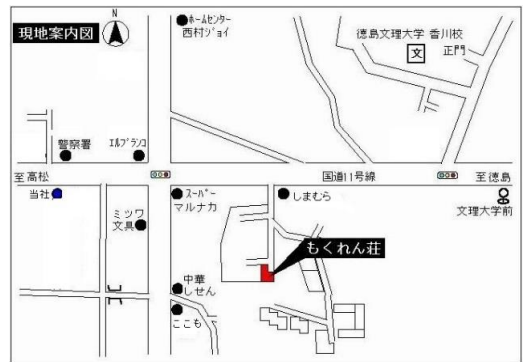 現地案内図
N
ホームセンター
西村ジョイ
徳島文理大学 香川校
文
正門
警察署
エルブランコ
至高松
国道11号線
至徳島
当社
スーパー
マルナカ
しまむら
文理大学前
ミツワ
文具
もくれん荘
中華
しせん
ここも